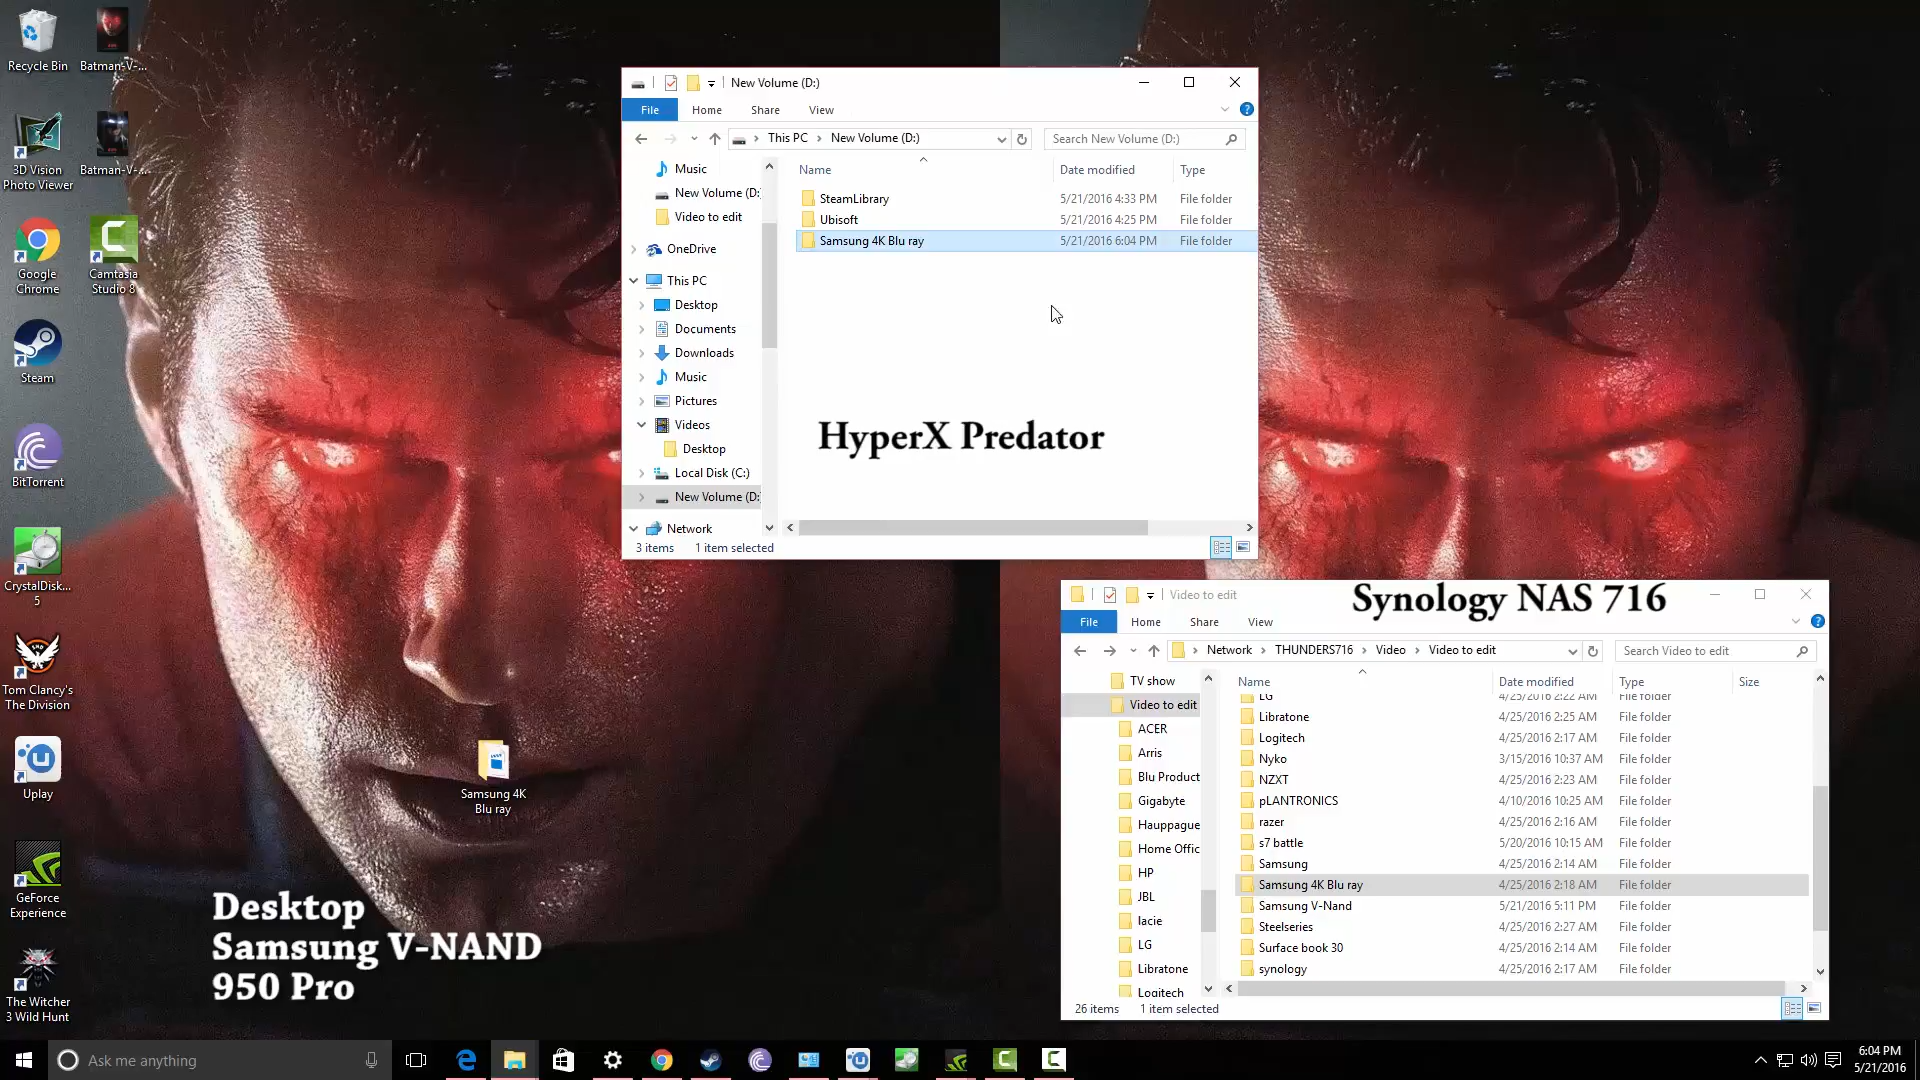 Recycle Bin
Batman-V-...
3D Vision
Photo Viewer
Batman-V-...
Google
Chrome
Camtasia
Studio 8
Steam
BitTorrent
CrystalDisk...
5
Tom Clancy's
The Division
Uplay
GeForce
Experience
The Witcher
3 Wild Hunt
Samsung 4K
Blu ray
Desktop
Samsung V-NAND
950 Pro
New Volume (D:)
File Home Share View
This PC > New Volume (D:)
Search New Volume (D:)
Music
New Volume (D:
Video to edit
OneDrive
This PC
Desktop
Documents
Downloads
Music
Pictures
Videos
Desktop
Local Disk (C:)
New Volume (D:
Network
Name Date modified Type
SteamLibrary 5/21/2016 4:33 PM File folder
Ubisoft 5/21/2016 4:25 PM File folder
Samsung 4K Blu ray 5/21/2016 6:04 PM File folder
HyperX Predator
3 items 1 item selected
Video to edit
Synology NAS 716
File Home Share View
Network > THUNDERS716 > Video > Video to edit
Search Video to edit
TV show
Video to edit
ACER
Arris
Blu Product
Gigabyte
Hauppague
Home Offic
HP
JBL
lacie
LG
Libratone
Logitech
Name Date modified Type Size
LG 4/25/2016 2:22 AM File folder
Libratone 4/25/2016 2:25 AM File folder
Logitech 4/25/2016 2:17 AM File folder
Nyko 3/15/2016 10:37 AM File folder
NZXT 4/25/2016 2:23 AM File folder
pLANTRONICS 4/10/2016 10:25 AM File folder
razer 4/25/2016 2:16 AM File folder
s7 battle 5/20/2016 10:15 AM File folder
Samsung 4/25/2016 2:14 AM File folder
Samsung 4K Blu ray 4/25/2016 2:18 AM File folder
Samsung V-Nand 5/21/2016 5:11 PM File folder
Steelseries 4/25/2016 2:27 AM File folder
Surface book 30 4/25/2016 2:14 AM File folder
synology 4/25/2016 2:17 AM File folder
26 items 1 item selected
Ask me anything
6:04 PM
5/21/2016